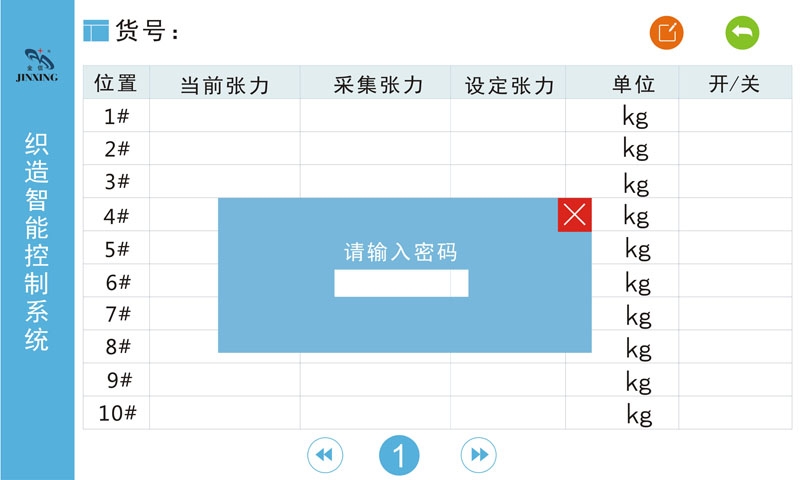 货号：
金信
JINXING
织造智能控制系统
位置 当前张力 采集张力 设定张力 单位 开/关
1# kg
2# kg
3# kg
4# kg
5# kg
6# kg
7# kg
8# kg
9# kg
10# kg
请输入密码
1